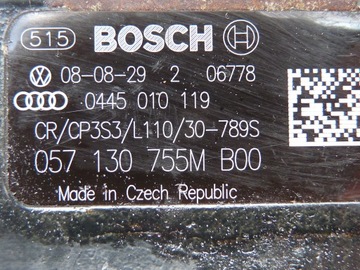 515 BOSCH
08-08-29 2 06778
0445 010 119
CR/CP3S3/L110/30-789S
057 130 755M B00
Made in Czech Republic